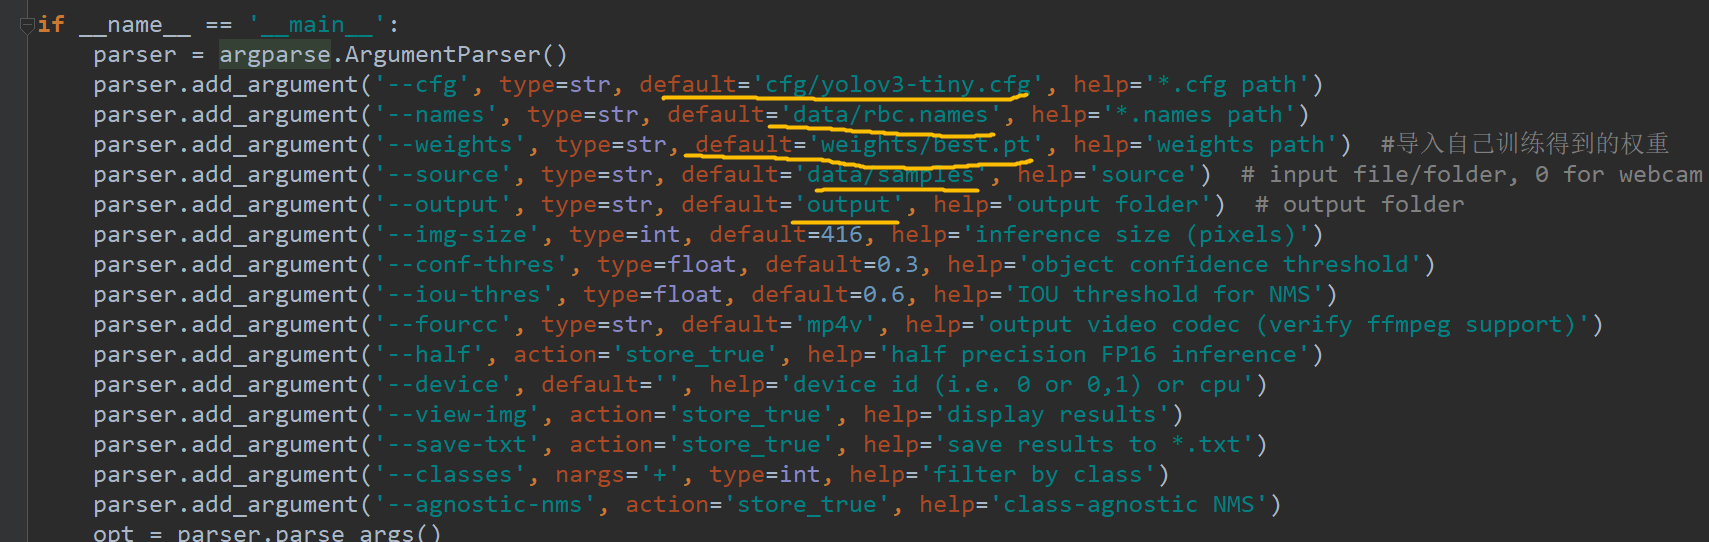 if __name__ == '__main__':
parser = argparse.ArgumentParser()
parser.add_argument('--cfg', type=str, default='cfg/yolov3-tiny.cfg', help='*.cfg path')
parser.add_argument('--names', type=str, default='data/rbc.names', help='*.names path')
parser.add_argument('--weights', type=str, default='weights/best.pt', help='weights path')  #导入自己训练得到的权重
parser.add_argument('--source', type=str, default='data/samples', help='source')  # input file/folder, 0 for webcam
parser.add_argument('--output', type=str, default='output', help='output folder')  # output folder
parser.add_argument('--img-size', type=int, default=416, help='inference size (pixels)')
parser.add_argument('--conf-thres', type=float, default=0.3, help='object confidence threshold')
parser.add_argument('--iou-thres', type=float, default=0.6, help='IOU threshold for NMS')
parser.add_argument('--fourcc', type=str, default='mp4v', help='output video codec (verify ffmpeg support)')
parser.add_argument('--half', action='store_true', help='half precision FP16 inference')
parser.add_argument('--device', default='', help='device id (i.e. 0 or 0,1) or cpu')
parser.add_argument('--view-img', action='store_true', help='display results')
parser.add_argument('--save-txt', action='store_true', help='save results to *.txt')
parser.add_argument('--classes', nargs='+', type=int, help='filter by class')
parser.add_argument('--agnostic-nms', action='store_true', help='class-agnostic NMS')
opt = parser.parse_args()